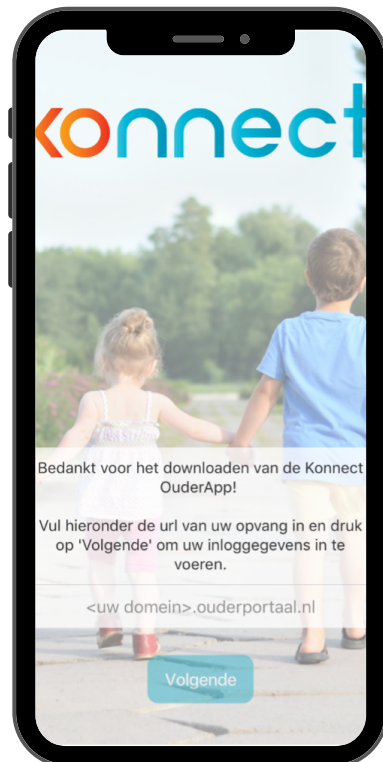 konnect
Bedankt voor het downloaden van de Konnect
OuderApp!
Vul hieronder de url van uw opvang in en druk
op 'Volgende' om uw inloggegevens in te
voeren.
<uw domein>.ouderportaal.nl
Volgende